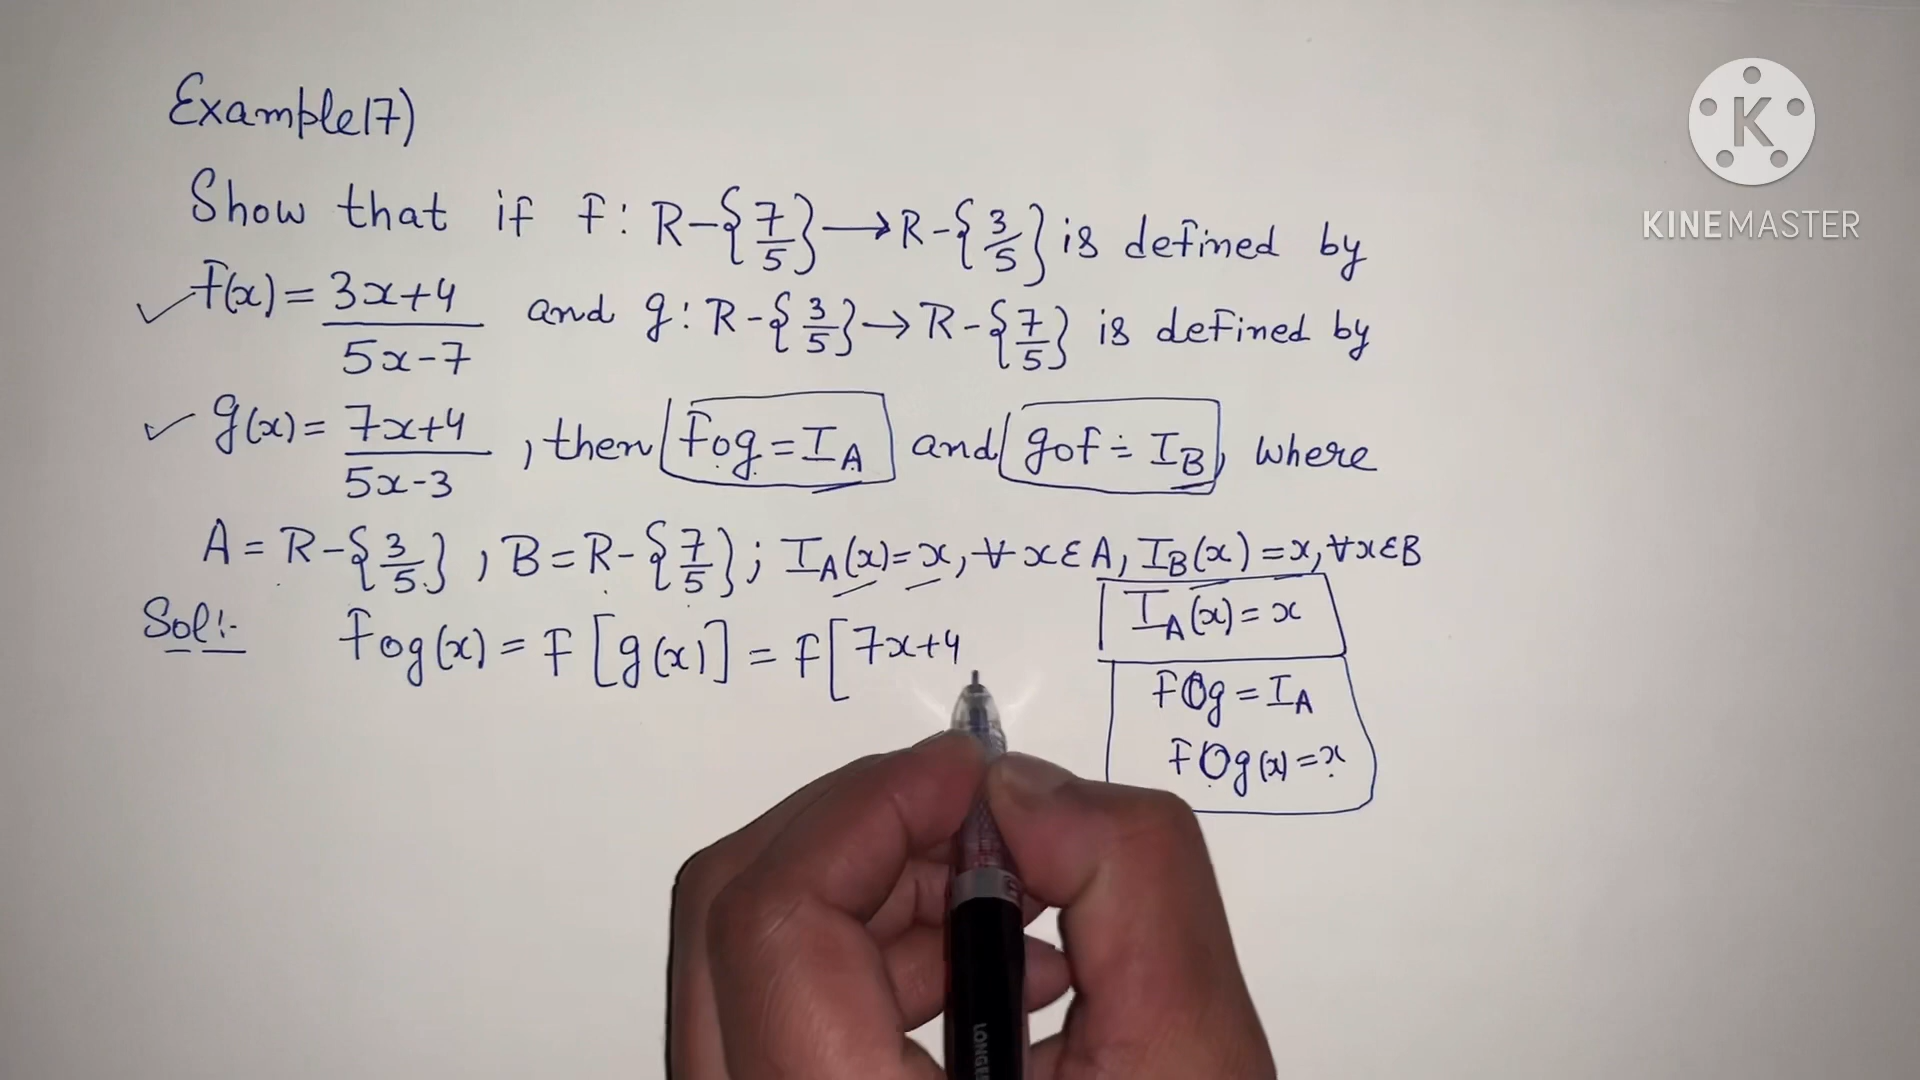 Example 17)
Show that if f: R-{7/5}→R-{3/5} is defined by
✓ f(x) = 3x+4/5x-7 and g: R-{3/5}→R-{7/5} is defined by
✓ g(x) = 7x+4/5x-3, then fog = I_A and gof = I_B, where
A = R-{3/5}, B = R-{7/5}; I_A(x)=x, ∀ x ε A, I_B(x) = x, ∀ x ε B
Sol:- fog(x) = f[g(x)] = f[7x+4
I_A(x) = x
fOg = I_A
fOg(x) = x
KINEMASTER
K
LONGE